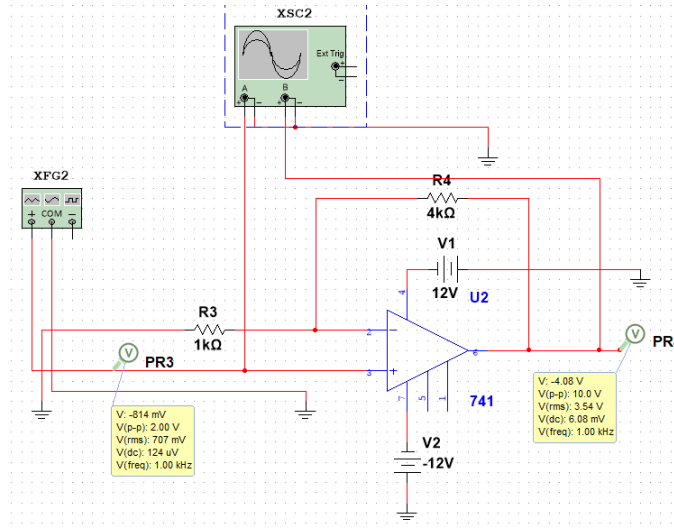 XSC2
Ext Trig
+
−
A
B
+
−
+
−
XFG2
+
COM
−
R4
4kΩ
V1
12V
U2
4
R3
1kΩ
2
−
6
3
+
PR3
PR
741
7
5
1
V: -814 mV
V(p-p): 2.00 V
V(rms): 707 mV
V(dc): 124 uV
V(freq): 1.00 kHz
V
V: -4.08 V
V(p-p): 10.0 V
V(rms): 3.54 V
V(dc): 6.08 mV
V(freq): 1.00 kHz
V
V2
-12V